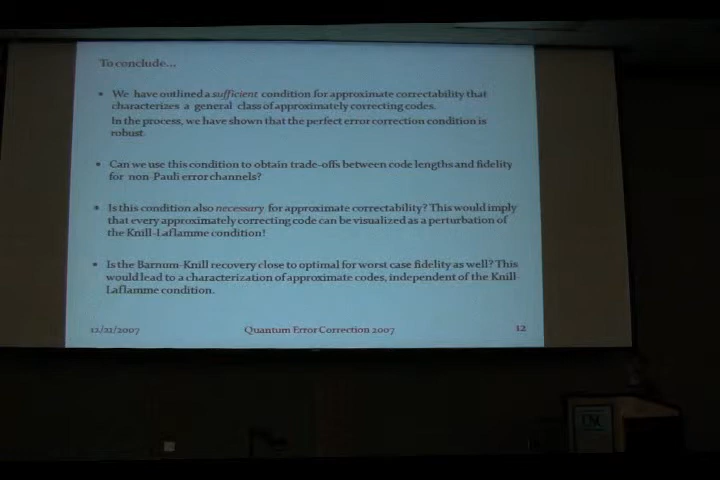 To conclude...
• We have outlined a sufficient condition for approximate correctability that
characterizes a general class of approximately correcting codes.
In the process, we have shown that the perfect error correction condition is
robust.
• Can we use this condition to obtain trade-offs between code lengths and fidelity
for non-Pauli error channels?
• Is this condition also necessary for approximate correctability? This would imply
that every approximately correcting code can be visualized as a perturbation of
the Knill-Laflamme condition!
• Is the Barnum-Knill recovery close to optimal for worst case fidelity as well? This
would lead to a characterization of approximate codes, independent of the Knill
Laflamme condition.
12/21/2007 Quantum Error Correction 2007 12
USC